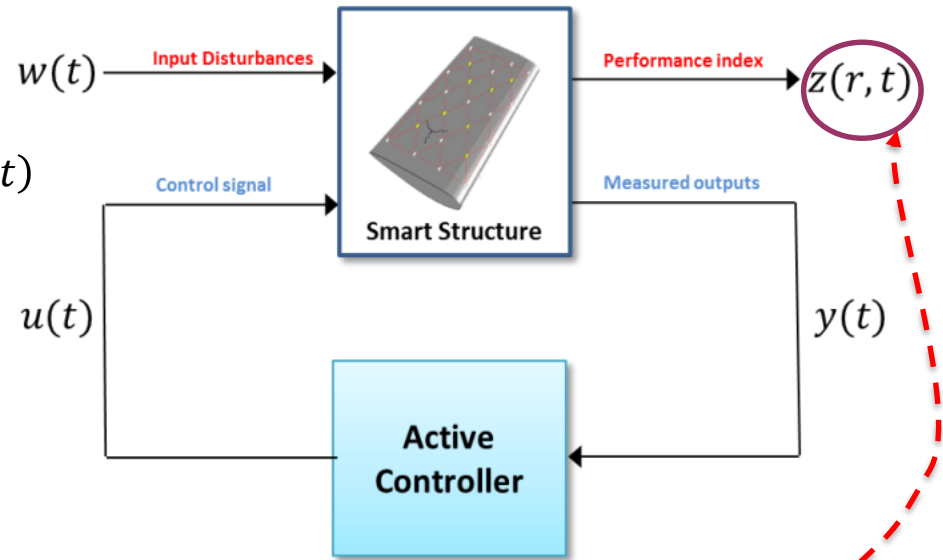 w(t)
Input Disturbances
Performance index
z(r, t)
t)
Control signal
Measured outputs
Smart Structure
u(t)
y(t)
Active
Controller